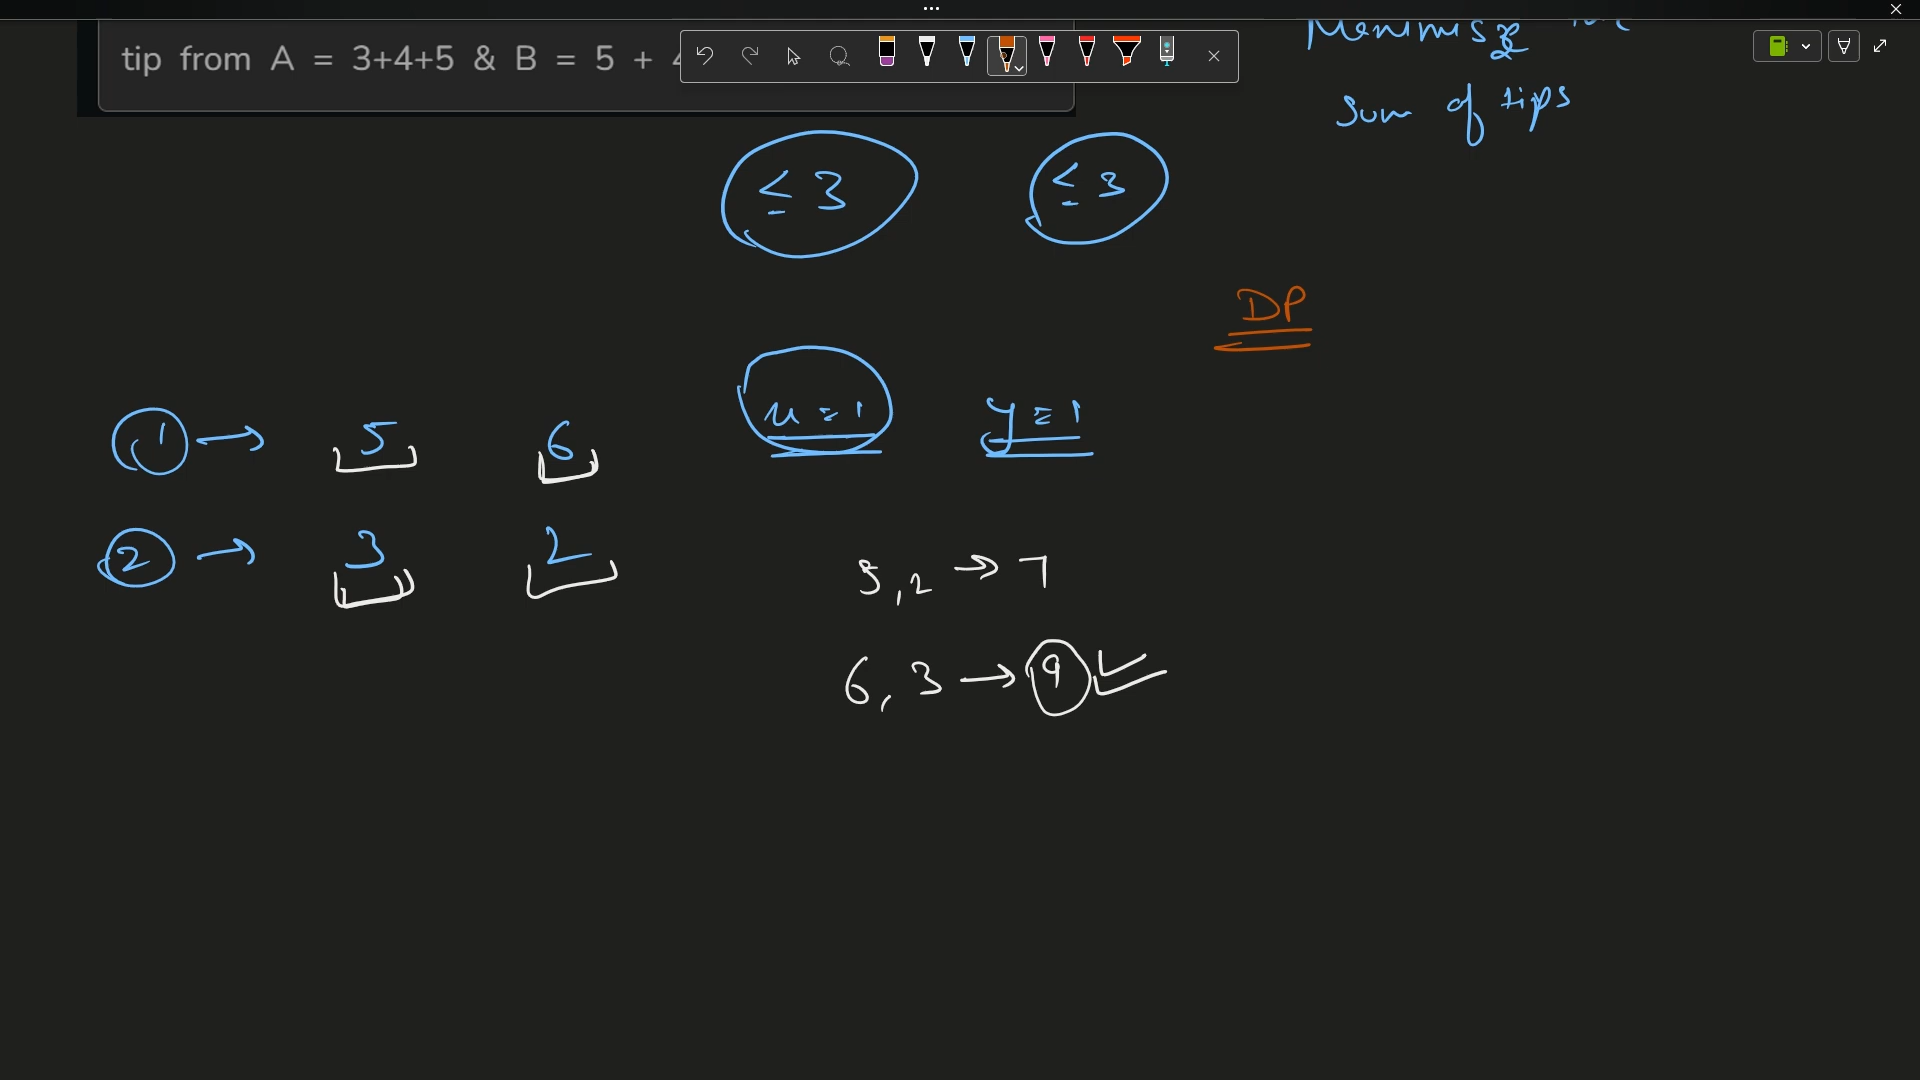 tip from A = 3+4+5 & B = 5 +
sum of tips
≤ 3 ≤ 3
DP
1 → 5 6 x = 1 y = 1
2 → 3 2
5, 2 → 7
6, 3 → 9 ✓